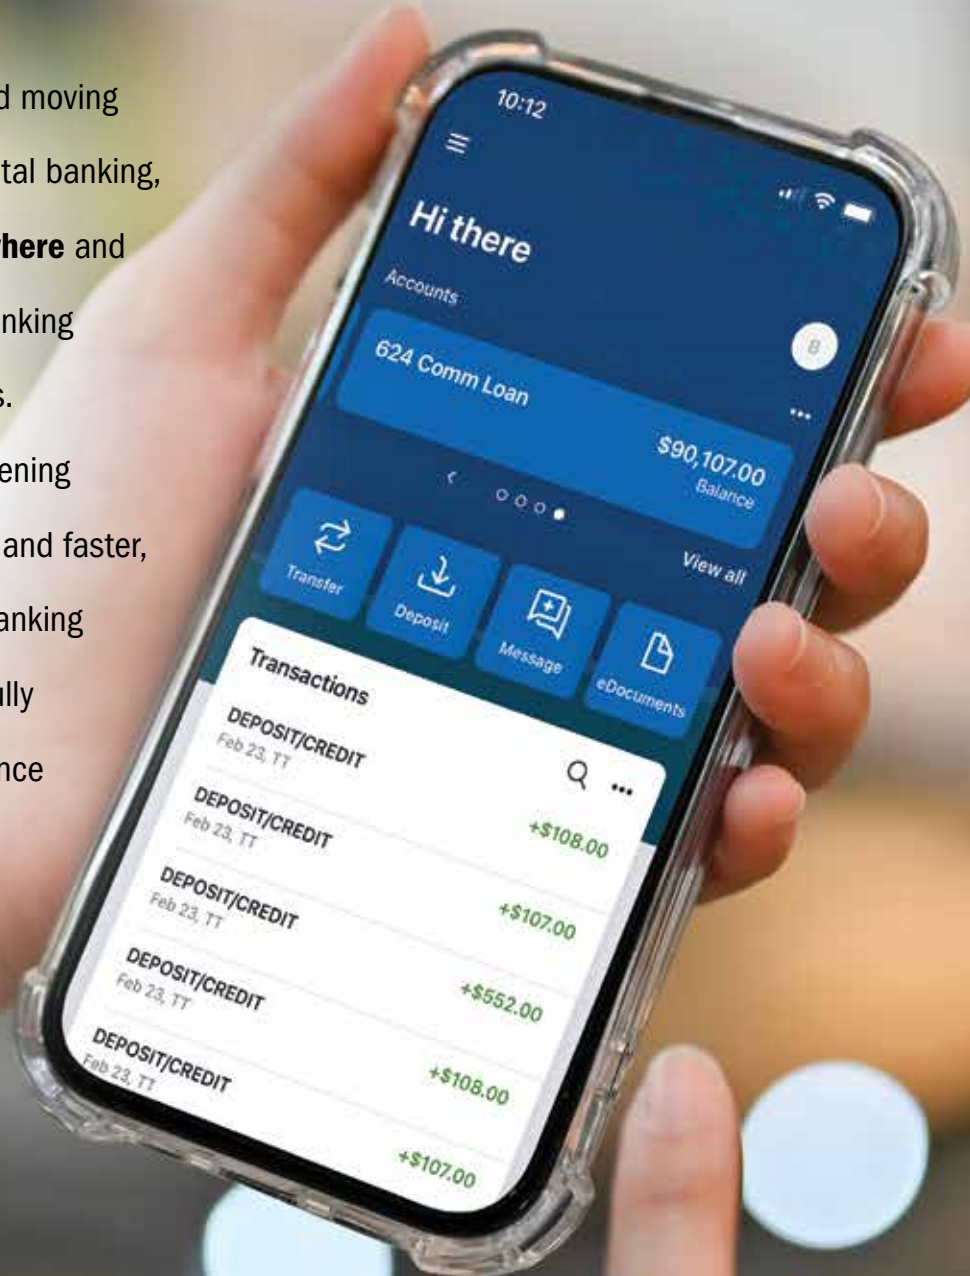 d moving
tal banking,
here and
nking
s.
ening
and faster,
anking
ully
nce
10:12
Hi there
Accounts
B
624 Comm Loan
$90,107.00
Balance
View all
Transfer
Deposit
Message
eDocuments
Transactions
DEPOSIT/CREDIT
Feb 23, TT
+$108.00
DEPOSIT/CREDIT
Feb 23, TT
+$107.00
DEPOSIT/CREDIT
Feb 23, TT
+$552.00
DEPOSIT/CREDIT
Feb 23, TT
+$108.00
DEPOSIT/CREDIT
Feb 23, TT
+$107.00